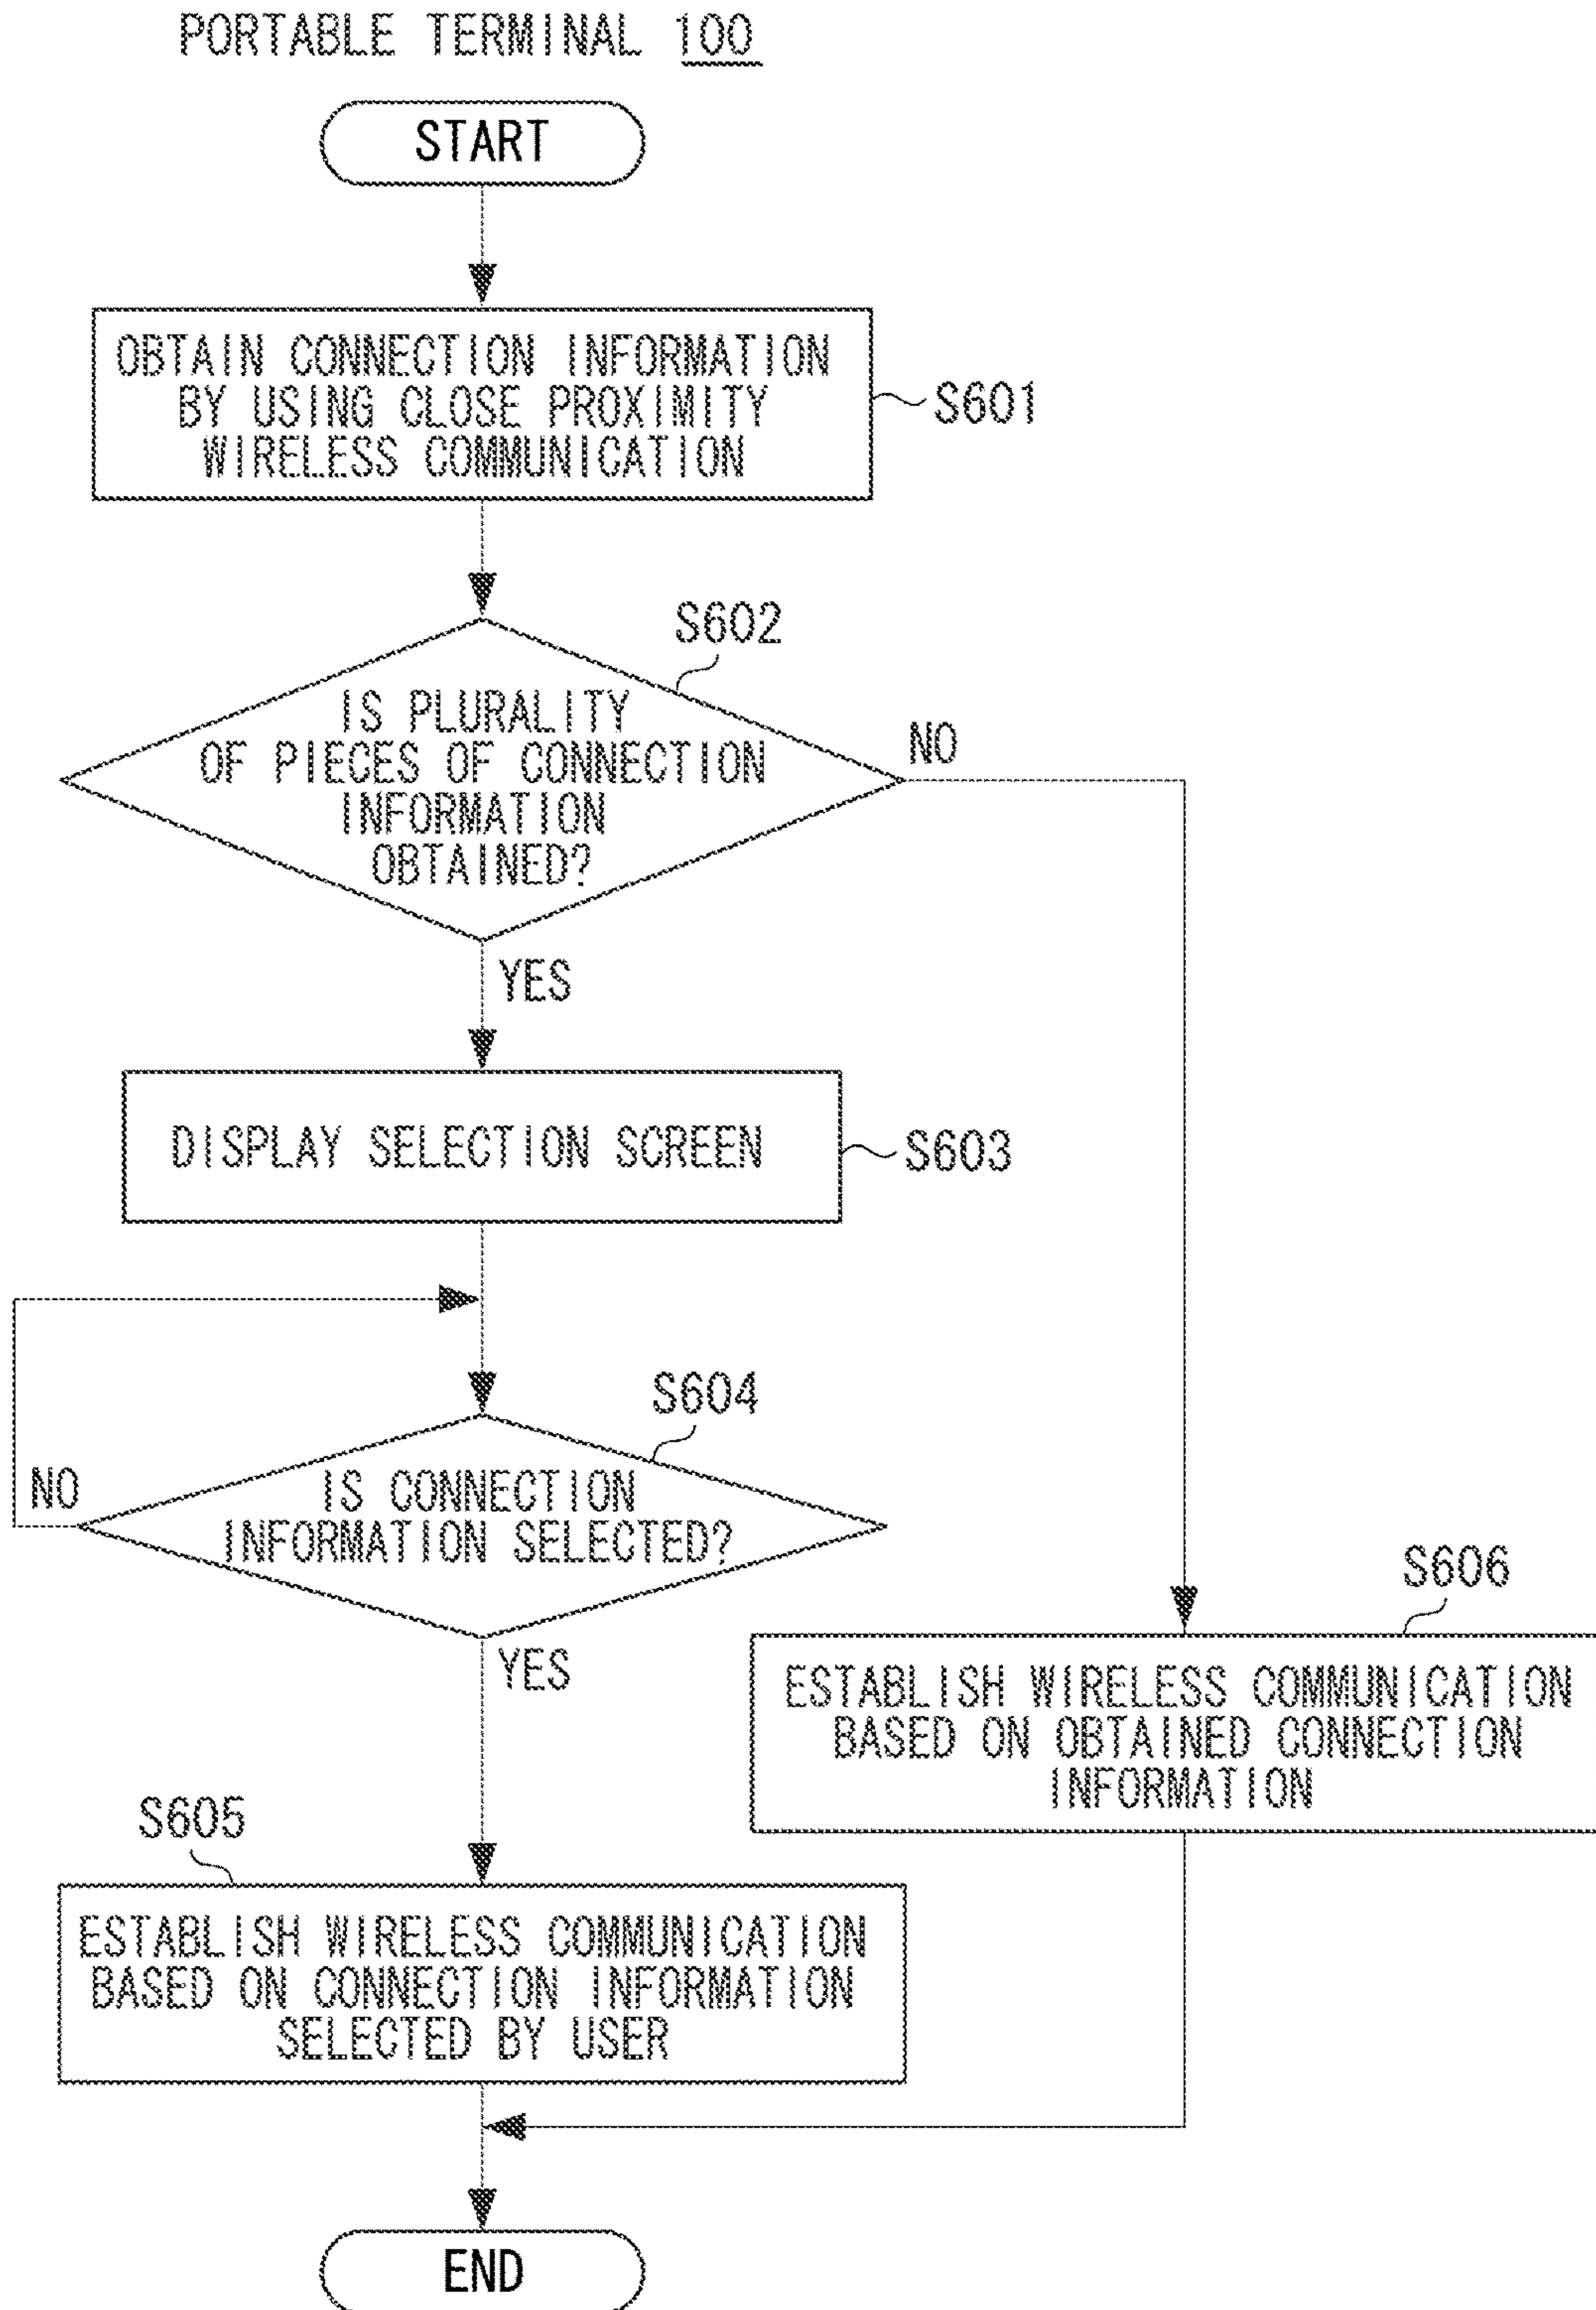 PORTABLE TERMINAL 100
START
OBTAIN CONNECTION INFORMATION
BY USING CLOSE PROXIMITY
WIRELESS COMMUNICATION
S601
S602
IS PLURALITY
OF PIECES OF CONNECTION
INFORMATION
OBTAINED?
NO
YES
DISPLAY SELECTION SCREEN
S603
S604
IS CONNECTION
INFORMATION SELECTED?
NO
YES
S606
ESTABLISH WIRELESS COMMUNICATION
BASED ON OBTAINED CONNECTION
INFORMATION
S605
ESTABLISH WIRELESS COMMUNICATION
BASED ON CONNECTION INFORMATION
SELECTED BY USER
END